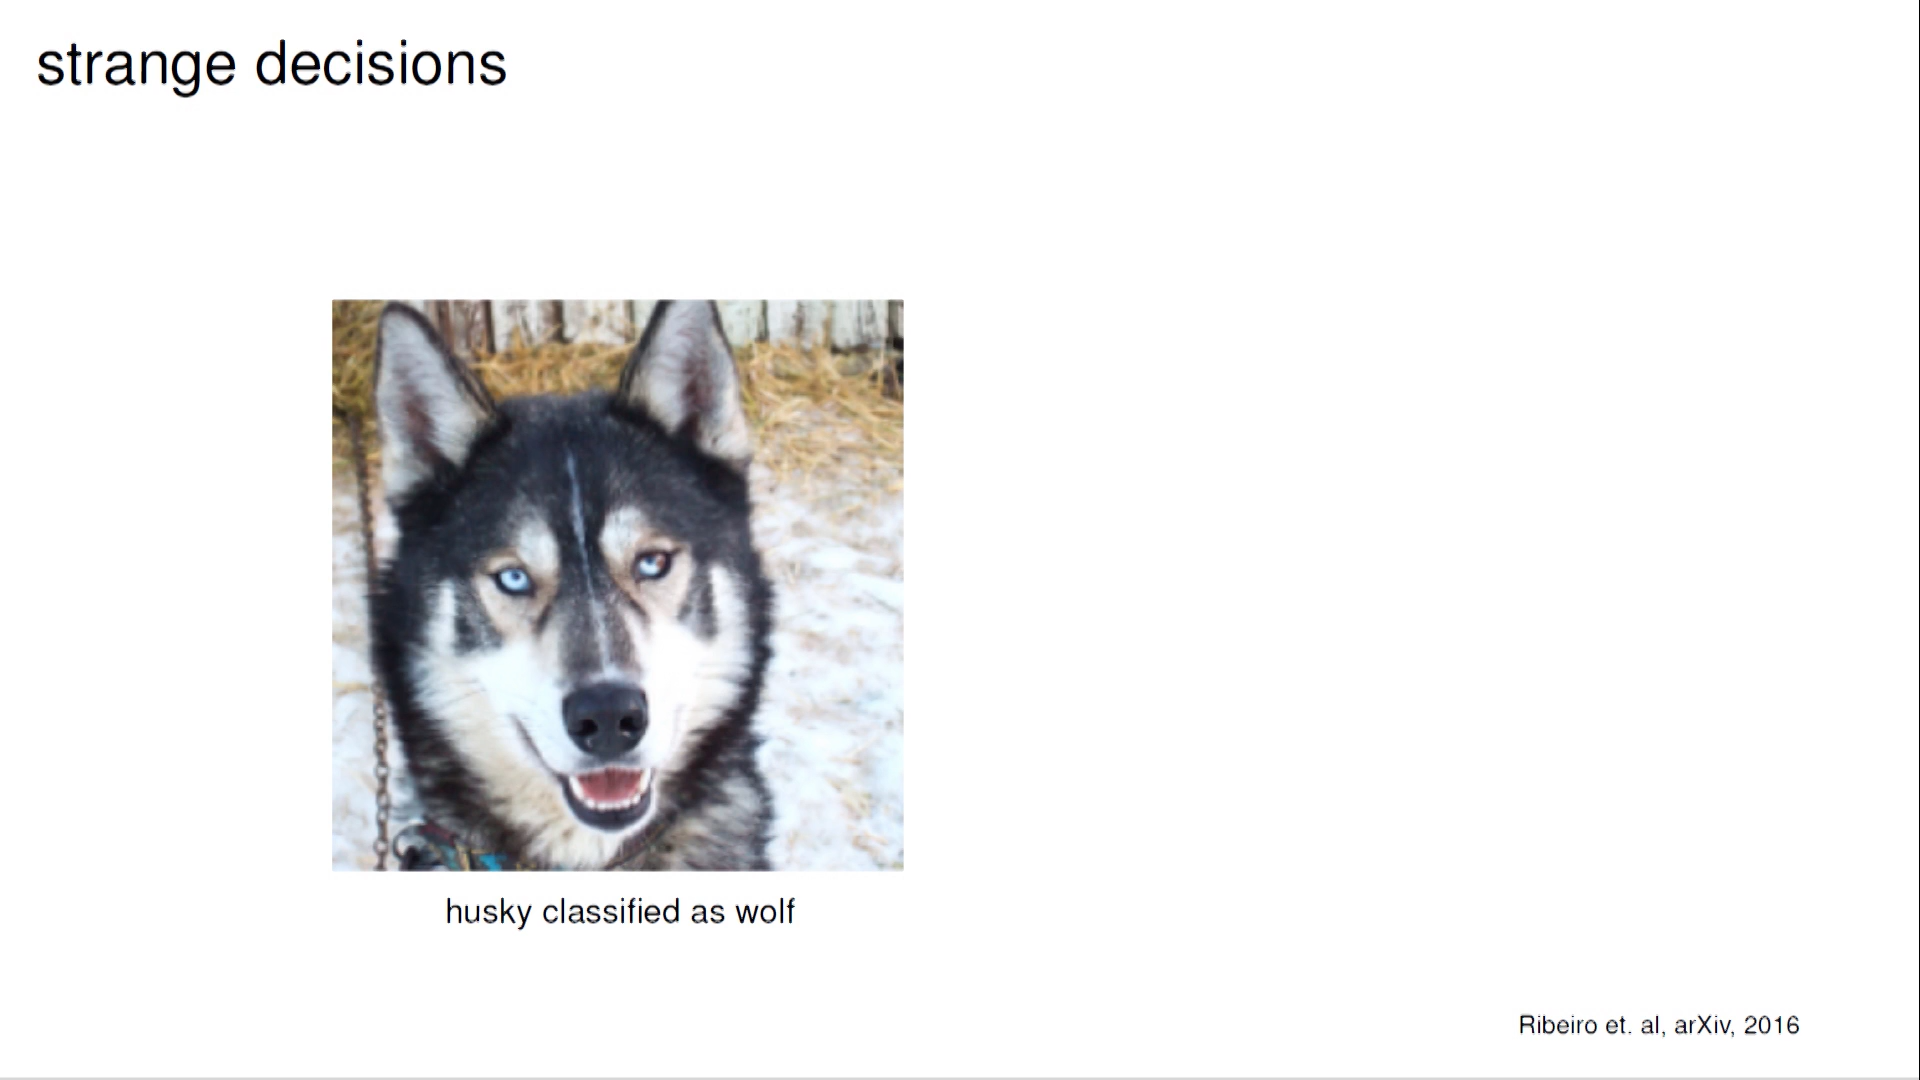 strange decisions
husky classified as wolf
Ribeiro et. al, arXiv, 2016